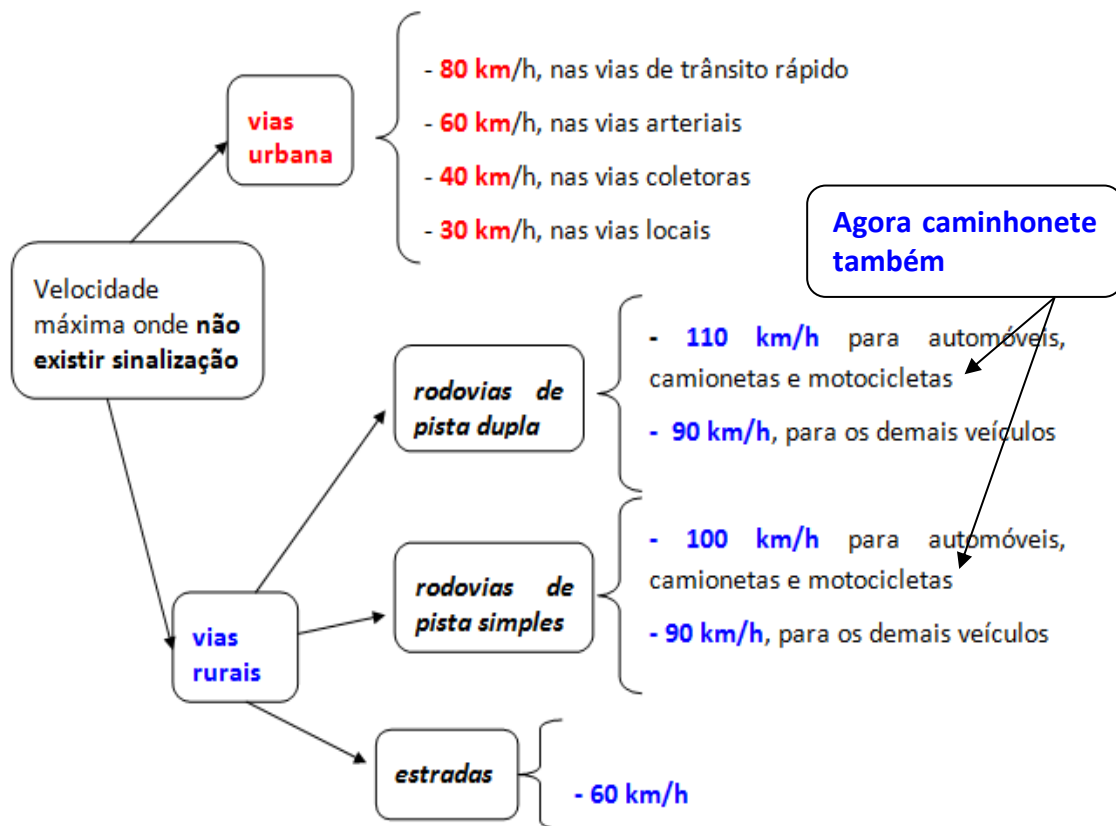 vias
urbana
- 80 km/h, nas vias de trânsito rápido
- 60 km/h, nas vias arteriais
- 40 km/h, nas vias coletoras
- 30 km/h, nas vias locais
Agora caminhonete
também
Velocidade
máxima onde não
existir sinalização
rodovias de
pista dupla
- 110 km/h para automóveis,
camionetas e motocicletas
- 90 km/h, para os demais veículos
rodovias de
pista simples
- 100 km/h para automóveis,
camionetas e motocicletas
- 90 km/h, para os demais veículos
vias
rurais
estradas
- 60 km/h